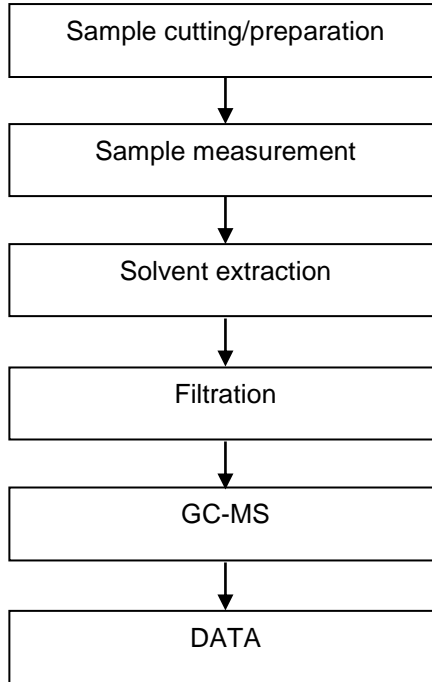 Sample cutting/preparation
Sample measurement
Solvent extraction
Filtration
GC-MS
DATA